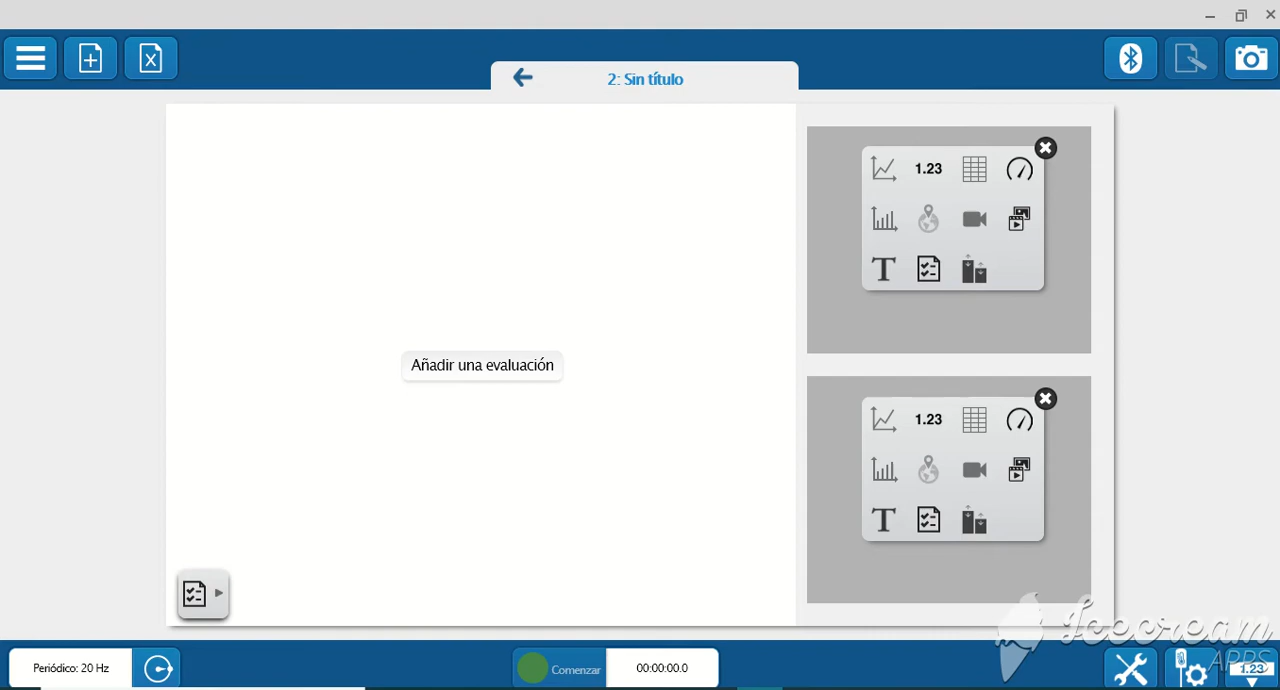 2: Sin título
1.23
Añadir una evaluación
1.23
Periódico: 20 Hz
Comenzar
00:00:00.0
1.23
Icecream
APPS